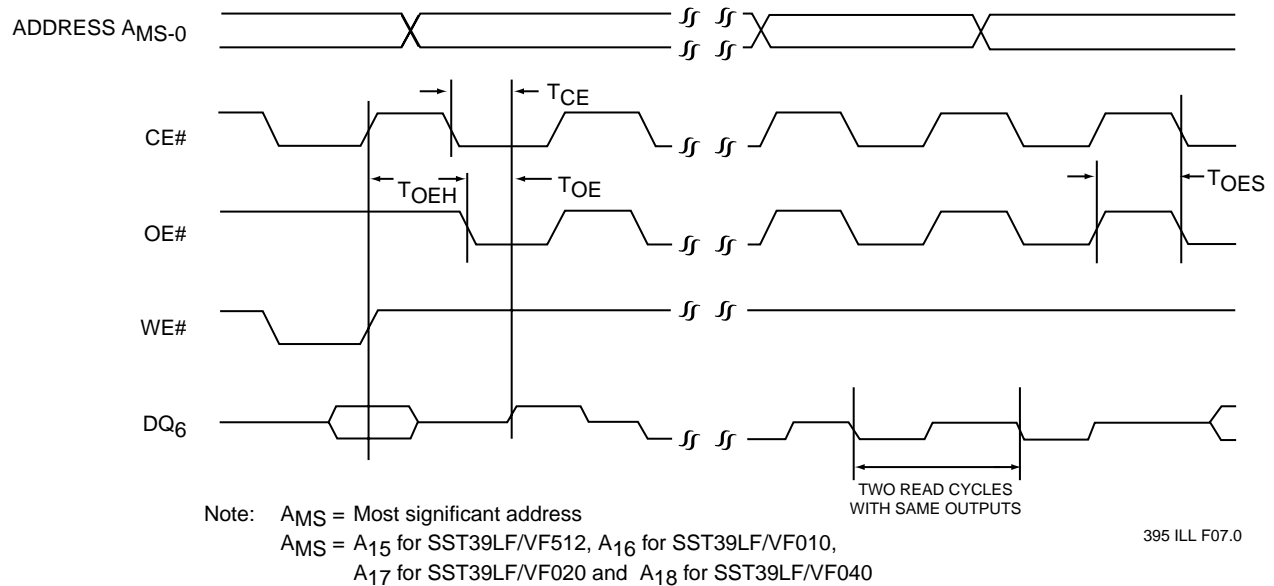 ADDRESS AMS-0
TCE
CE#
TOEH
TOE
TOES
OE#
WE#
DQ6
TWO READ CYCLES
WITH SAME OUTPUTS
Note: AMS = Most significant address
AMS = A15 for SST39LF/VF512, A16 for SST39LF/VF010,
A17 for SST39LF/VF020 and A18 for SST39LF/VF040
395 ILL F07.0